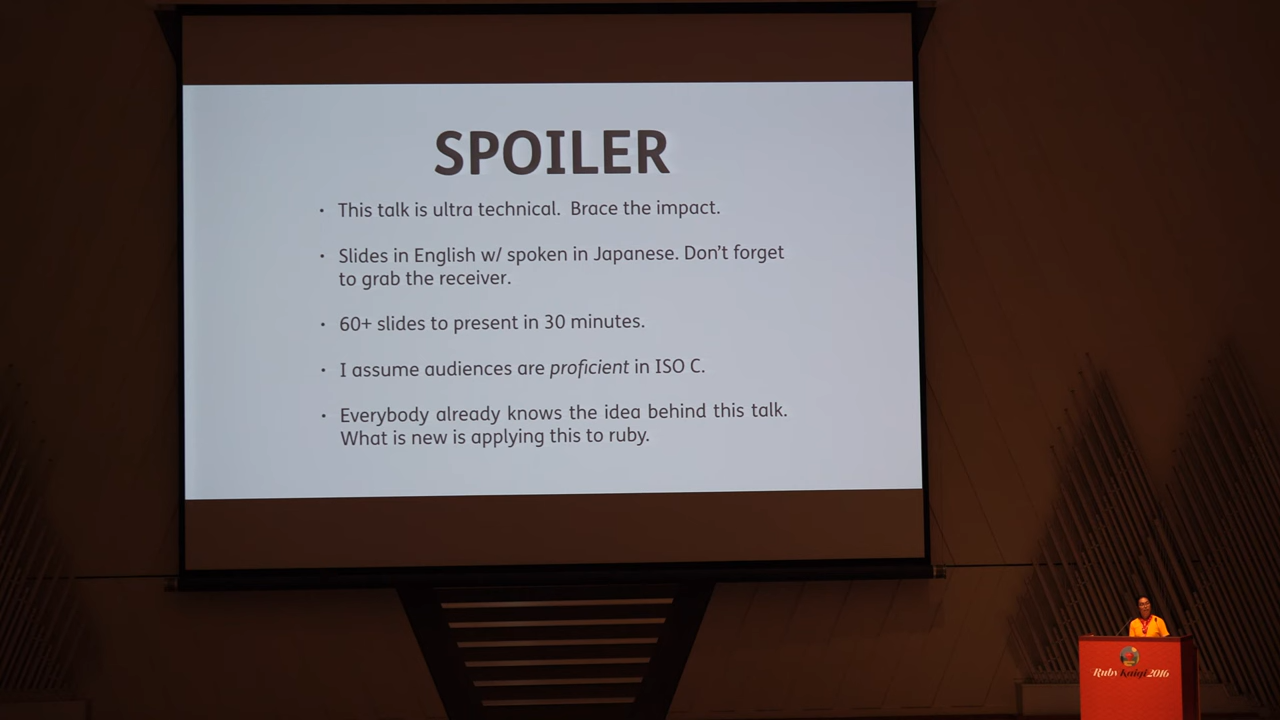 SPOILER
• This talk is ultra technical.  Brace the impact.
• Slides in English w/ spoken in Japanese. Don't forget
to grab the receiver.
• 60+ slides to present in 30 minutes.
• I assume audiences are proficient in ISO C.
• Everybody already knows the idea behind this talk.
What is new is applying this to ruby.
RubyKaigi2016